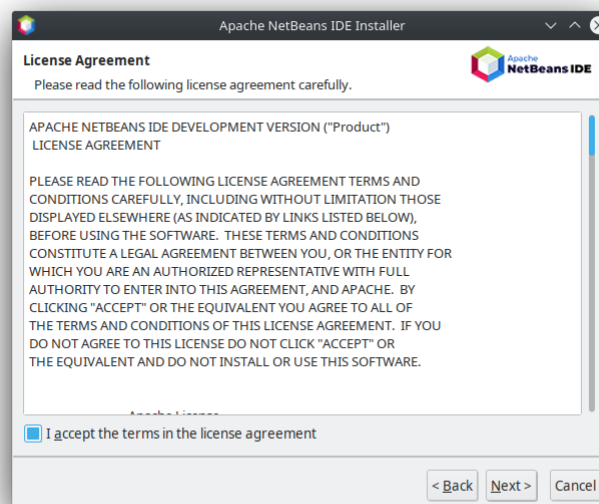 Apache NetBeans IDE Installer
License Agreement
Please read the following license agreement carefully.
Apache
NetBeans IDE
APACHE NETBEANS IDE DEVELOPMENT VERSION ("Product")
LICENSE AGREEMENT
PLEASE READ THE FOLLOWING LICENSE AGREEMENT TERMS AND
CONDITIONS CAREFULLY, INCLUDING WITHOUT LIMITATION THOSE
DISPLAYED ELSEWHERE (AS INDICATED BY LINKS LISTED BELOW),
BEFORE USING THE SOFTWARE.  THESE TERMS AND CONDITIONS
CONSTITUTE A LEGAL AGREEMENT BETWEEN YOU, OR THE ENTITY FOR
WHICH YOU ARE AN AUTHORIZED REPRESENTATIVE WITH FULL
AUTHORITY TO ENTER INTO THIS AGREEMENT, AND APACHE.  BY
CLICKING "ACCEPT" OR THE EQUIVALENT YOU AGREE TO ALL OF
THE TERMS AND CONDITIONS OF THIS LICENSE AGREEMENT.  IF YOU
DO NOT AGREE TO THIS LICENSE DO NOT CLICK "ACCEPT" OR
THE EQUIVALENT AND DO NOT INSTALL OR USE THIS SOFTWARE.
Apache License
I accept the terms in the license agreement
< Back Next > Cancel